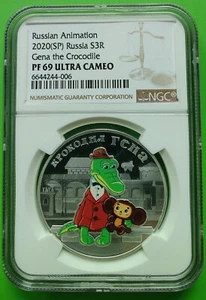 Russian Animation
2020(SP) Russia S3R
Gena the Crocodile
PF 69 ULTRA CAMEO
6644244-006
NUMISMATIC GUARANTY CORPORATION
NGC
КРОКОДИЛ ГЕНА